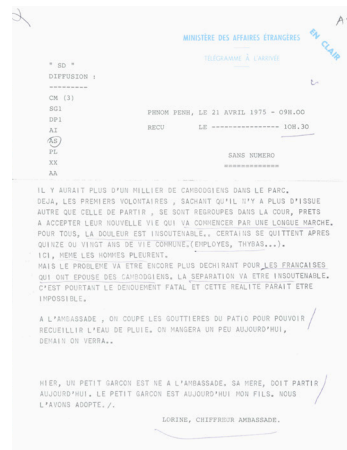 A
MINISTÈRE DES AFFAIRES ÉTRANGÈRES
EN CLAIR
TÉLÉGRAMME À L'ARRIVÉE
* SD *
DIFFUSION :
---------
CM (3)
SG1
DP1
AI
AS
PL
XX
AA
PHNOM PENH, LE 21 AVRIL 1975 - 09H.00
RECU LE ---------------- 10H.30
SANS NUMERO
============
IL Y AURAIT PLUS D'UN MILLIER DE CAMBODGIENS DANS LE PARC.
DEJA, LES PREMIERS VOLONTAIRES , SACHANT QU'IL N'Y A PLUS D'ISSUE
AUTRE QUE CELLE DE PARTIR , SE SONT REGROUPES DANS LA COUR, PRETS
A ACCEPTER LEUR NOUVELLE VIE QUI VA COMMENCER PAR UNE LONGUE MARCHE.
POUR TOUS, LA DOULEUR EST INSOUTENABLE.. CERTAINS SE QUITTENT APRES
QUINZE OU VINGT ANS DE VIE COMMUNE.(EMPLOYES, THYBAS...).
ICI, MEME LES HOMMES PLEURENT.
MAIS LE PROBLEME VA ETRE ENCORE PLUS DECHIRANT POUR LES FRANCAISES
QUI ONT EPOUSE DES CAMBODGIENS, LA SEPARATION VA ETRE INSOUTENABLE.
C'EST POURTANT LE DENOUEMENT FATAL ET CETTE REALITE PARAIT ETRE
IMPOSSIBLE.
A L'AMBASSADE , ON COUPE LES GOUTTIERES DU PATIO POUR POUVOIR
RECUEILLIR L'EAU DE PLUIE. ON MANGERA UN PEU AUJOURD'HUI,
DEMAIN ON VERRA..
HIER, UN PETIT GARCON EST NE A L'AMBASSADE. SA MERE, DOIT PARTIR
AUJOURD'HUI. LE PETIT GARCON EST AUJOURD'HUI MON FILS. NOUS
L'AVONS ADOPTE./.
LORINE, CHIFFREUR AMBASSADE.